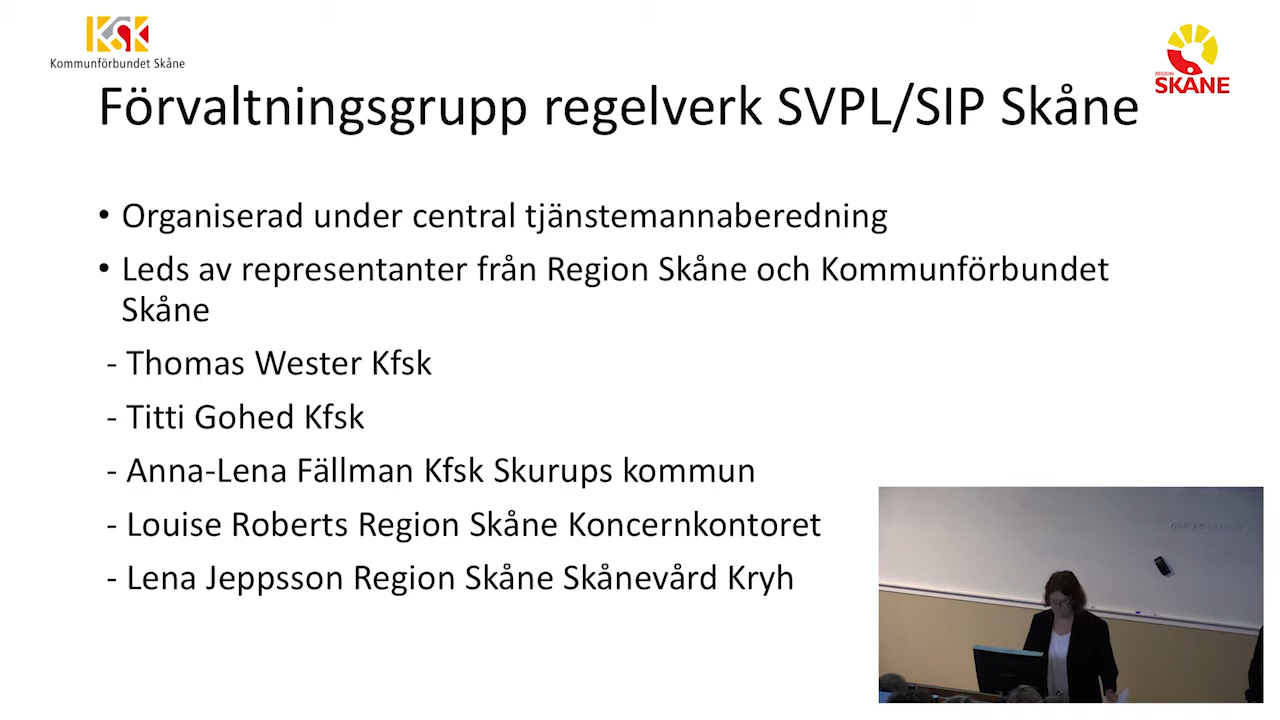 KSK
Kommunförbundet Skåne
REGION
SKÅNE
Förvaltningsgrupp regelverk SVPL/SIP Skåne
• Organiserad under central tjänstemannaberedning
• Leds av representanter från Region Skåne och Kommunförbundet
Skåne
- Thomas Wester Kfsk
- Titti Gohed Kfsk
- Anna-Lena Fällman Kfsk Skurups kommun
- Louise Roberts Region Skåne Koncernkontoret
- Lena Jeppsson Region Skåne Skånevård Kryh